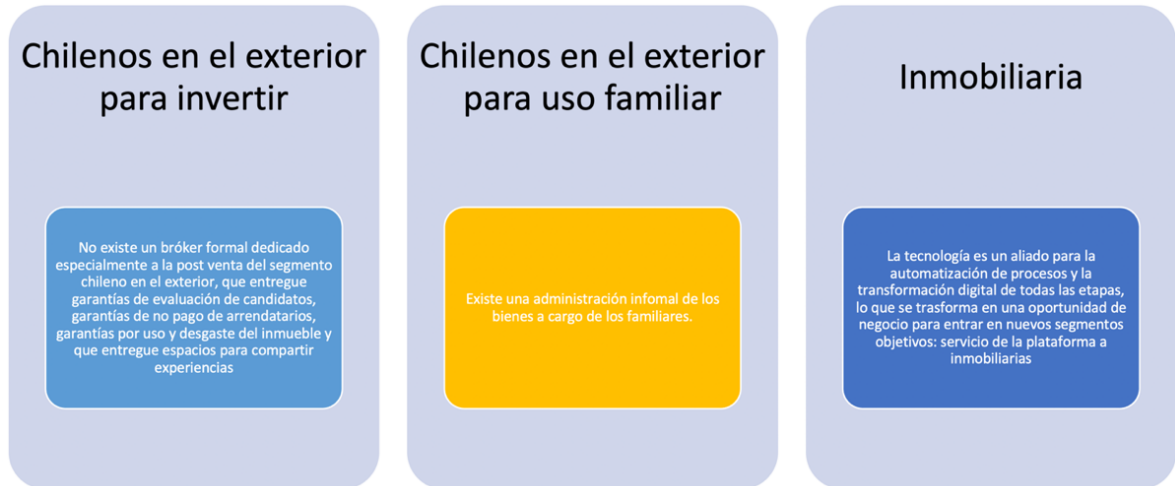 Chilenos en el exterior
para invertir
No existe un bróker formal dedicado
especialmente a la post venta del segmento
chileno en el exterior, que entregue
garantías de evaluación de candidatos,
garantías de no pago de arrendatarios,
garantías por uso y desgaste del inmueble y
que entregue espacios para compartir
experiencias
Chilenos en el exterior
para uso familiar
Existe una administración infomal de los
bienes a cargo de los familiares.
Inmobiliaria
La tecnología es un aliado para la
automatización de procesos y la
transformación digital de todas las etapas,
lo que se trasforma en una oportunidad de
negocio para entrar en nuevos segmentos
objetivos: servicio de la plataforma a
inmobiliarias